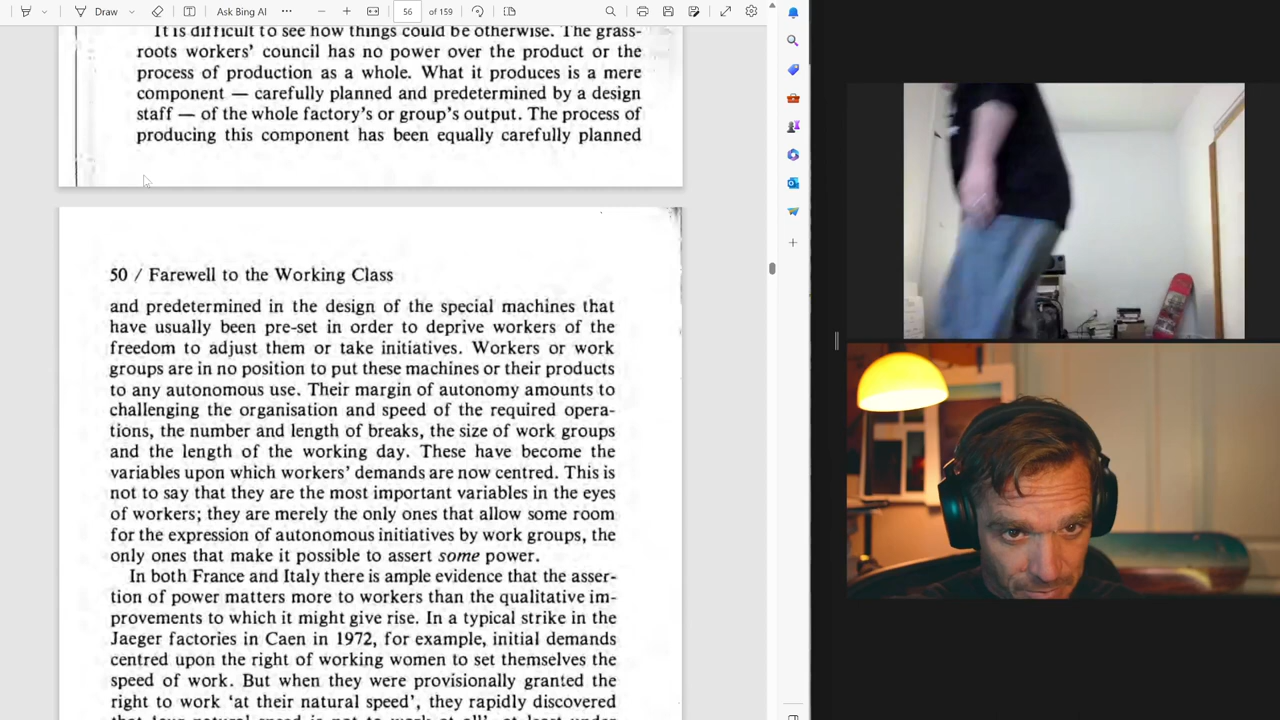 Draw
Ask Bing AI
56
of 159
It is difficult to see how things could be otherwise. The grass-
roots workers' council has no power over the product or the
process of production as a whole. What it produces is a mere
component — carefully planned and predetermined by a design
staff — of the whole factory's or group's output. The process of
producing this component has been equally carefully planned
50 / Farewell to the Working Class
and predetermined in the design of the special machines that
have usually been pre-set in order to deprive workers of the
freedom to adjust them or take initiatives. Workers or work
groups are in no position to put these machines or their products
to any autonomous use. Their margin of autonomy amounts to
challenging the organisation and speed of the required opera-
tions, the number and length of breaks, the size of work groups
and the length of the working day. These have become the
variables upon which workers' demands are now centred. This is
not to say that they are the most important variables in the eyes
of workers; they are merely the only ones that allow some room
for the expression of autonomous initiatives by work groups, the
only ones that make it possible to assert some power.
In both France and Italy there is ample evidence that the asser-
tion of power matters more to workers than the qualitative im-
provements to which it might give rise. In a typical strike in the
Jaeger factories in Caen in 1972, for example, initial demands
centred upon the right of working women to set themselves the
speed of work. But when they were provisionally granted the
right to work 'at their natural speed', they rapidly discovered
that 'our natural speed is not to work at all', at least under